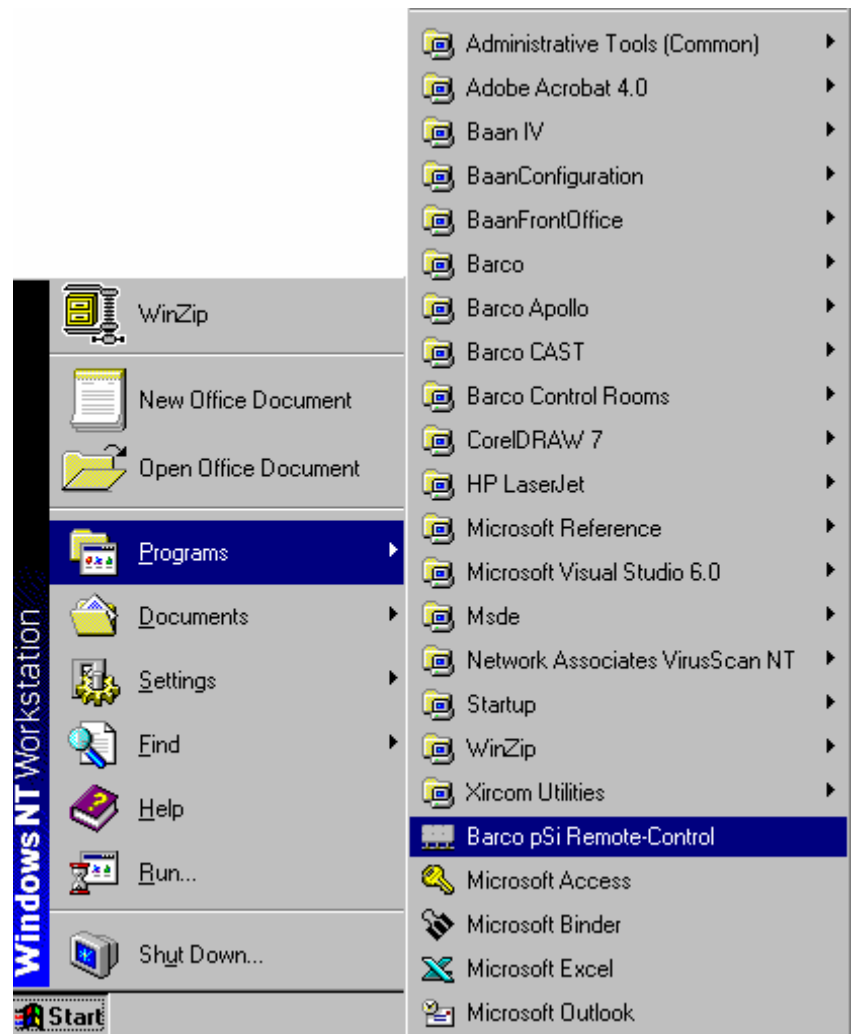 WinZip
New Office Document
Open Office Document
Programs
Documents
Settings
Find
Help
Run...
Shut Down...
Windows NT Workstation
Start
Administrative Tools (Common)
Adobe Acrobat 4.0
Baan IV
BaanConfiguration
BaanFrontOffice
Barco
Barco Apollo
Barco CAST
Barco Control Rooms
CorelDRAW 7
HP LaserJet
Microsoft Reference
Microsoft Visual Studio 6.0
Msde
Network Associates VirusScan NT
Startup
WinZip
Xircom Utilities
Barco pSi Remote-Control
Microsoft Access
Microsoft Binder
Microsoft Excel
Microsoft Outlook